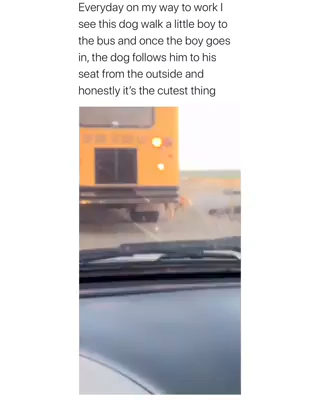 Everyday on my way to work I
see this dog walk a little boy to
the bus and once the boy goes
in, the dog follows him to his
seat from the outside and
honestly it's the cutest thing